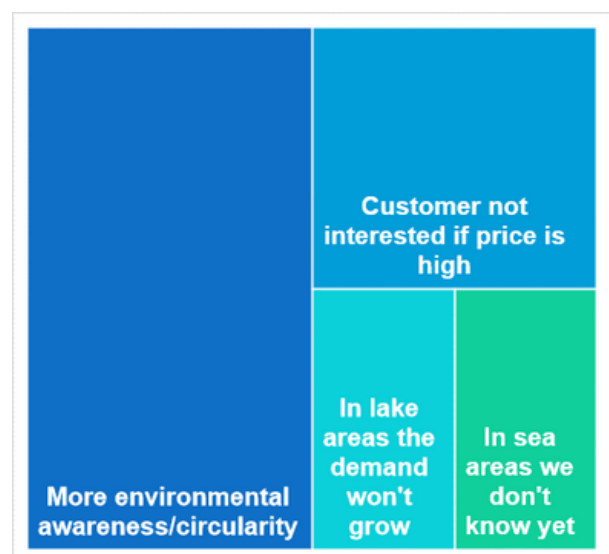 Customer not
interested if price is
high
More environmental
awareness/circularity
In lake
areas the
demand
won't
grow
In sea
areas we
don't
know yet